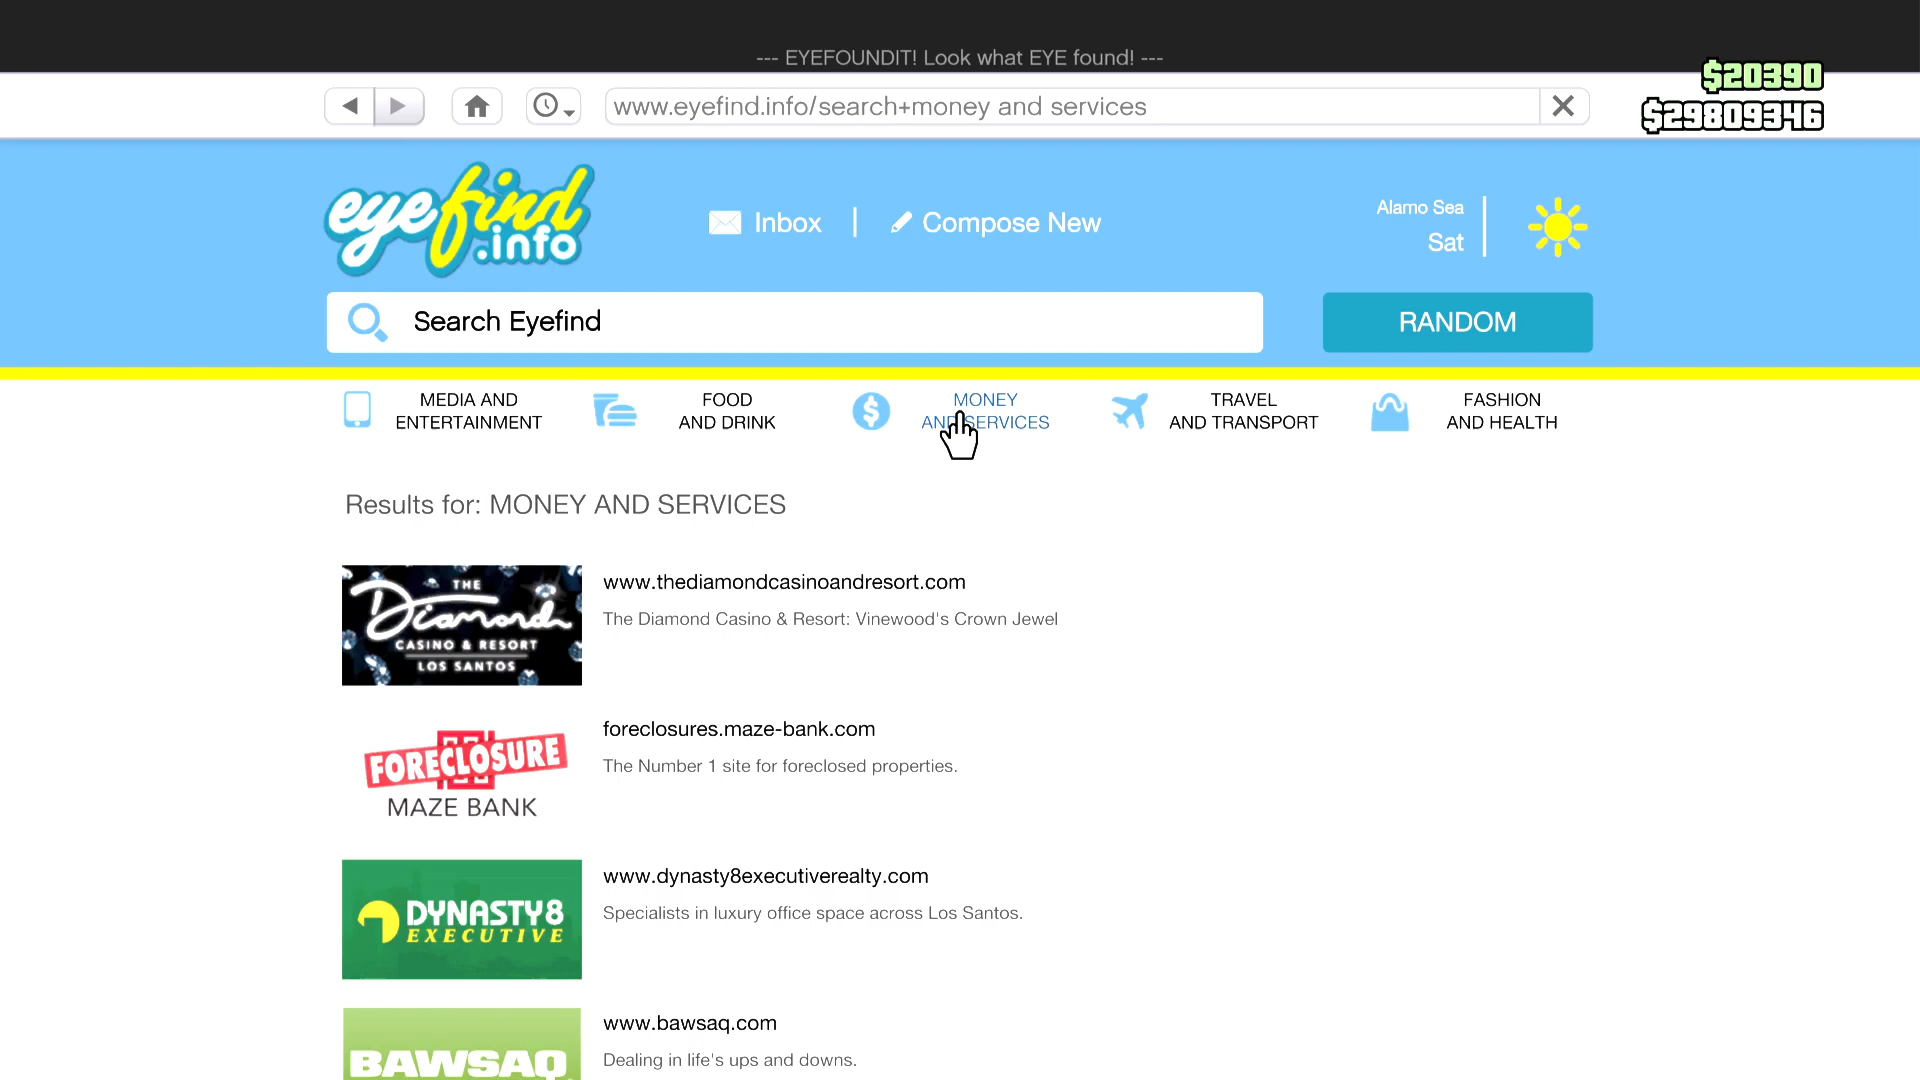 --- EYEFOUNDIT! Look what EYE found! ---
$20390
www.eyefind.info/search+money and services
$29809346
eyefind
.info
Inbox
Compose New
Alamo Sea
Sat
Search Eyefind
RANDOM
MEDIA AND
ENTERTAINMENT
FOOD
AND DRINK
MONEY
AND SERVICES
TRAVEL
AND TRANSPORT
FASHION
AND HEALTH
Results for: MONEY AND SERVICES
THE
Diamond
CASINO & RESORT
LOS SANTOS
www.thediamondcasinoandresort.com
The Diamond Casino & Resort: Vinewood's Crown Jewel
FORECLOSURE
MAZE BANK
foreclosures.maze-bank.com
The Number 1 site for foreclosed properties.
DYNASTY8
EXECUTIVE
www.dynasty8executiverealty.com
Specialists in luxury office space across Los Santos.
BAWSAQ
www.bawsaq.com
Dealing in life's ups and downs.